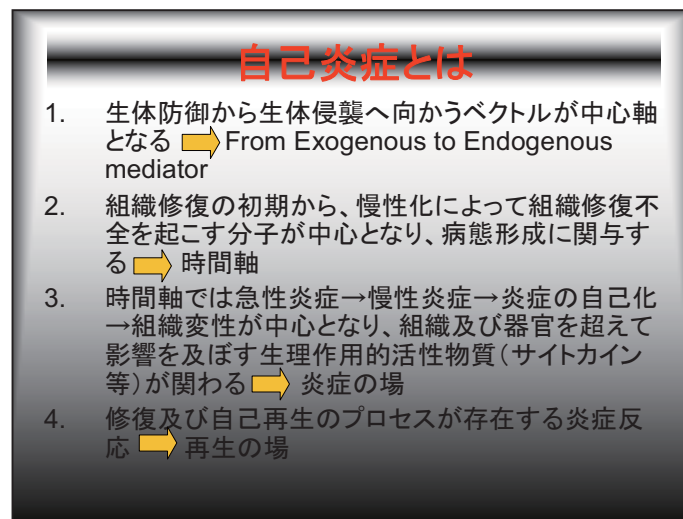 自己炎症とは
1. 生体防御から生体侵襲へ向かうベクトルが中心軸
となる From Exogenous to Endogenous
mediator
2. 組織修復の初期から、慢性化によって組織修復不
全を起こす分子が中心となり、病態形成に関与す
る 時間軸
3. 時間軸では急性炎症→慢性炎症→炎症の自己化
→組織変性が中心となり、組織及び器官を超えて
影響を及ぼす生理作用的活性物質(サイトカイン
等)が関わる 炎症の場
4. 修復及び自己再生のプロセスが存在する炎症反
応 再生の場